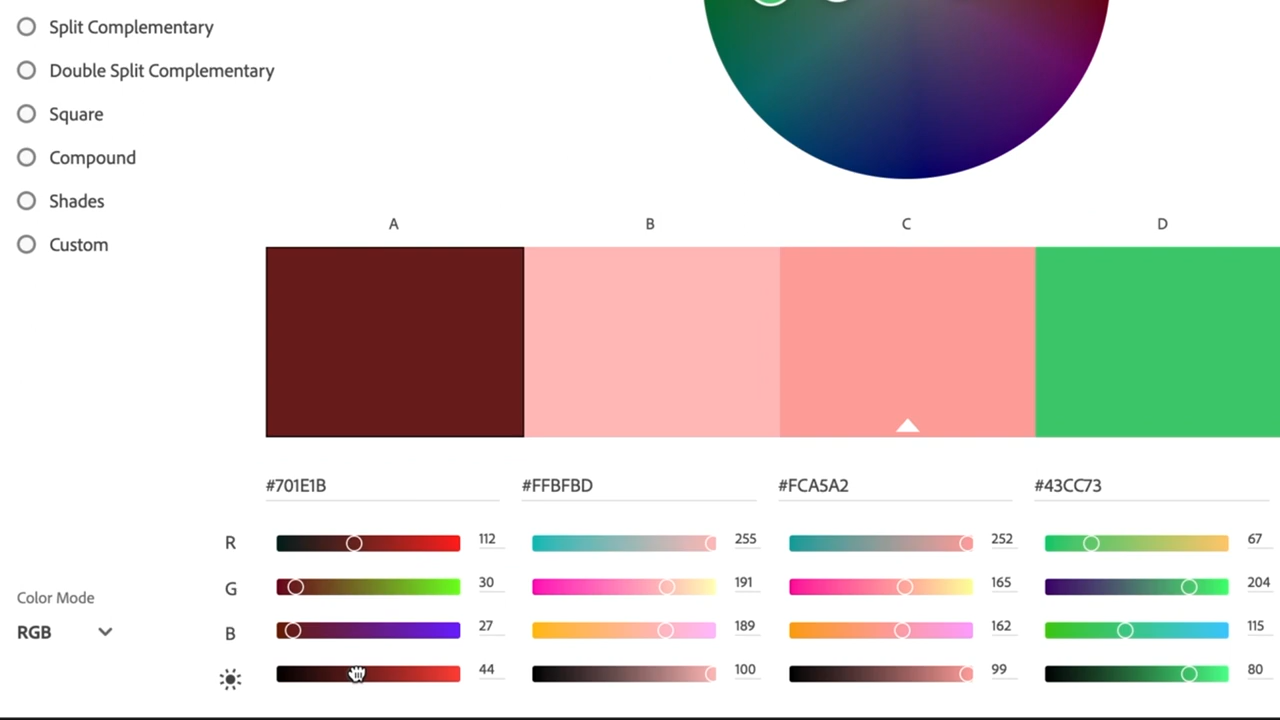 Split Complementary
Double Split Complementary
Square
Compound
Shades
Custom
A B C D
#701E1B #FFBFBD #FCA5A2 #43CC73
R 112 255 252 67
G 30 191 165 204
B 27 189 162 115
44 100 99 80
Color Mode
RGB